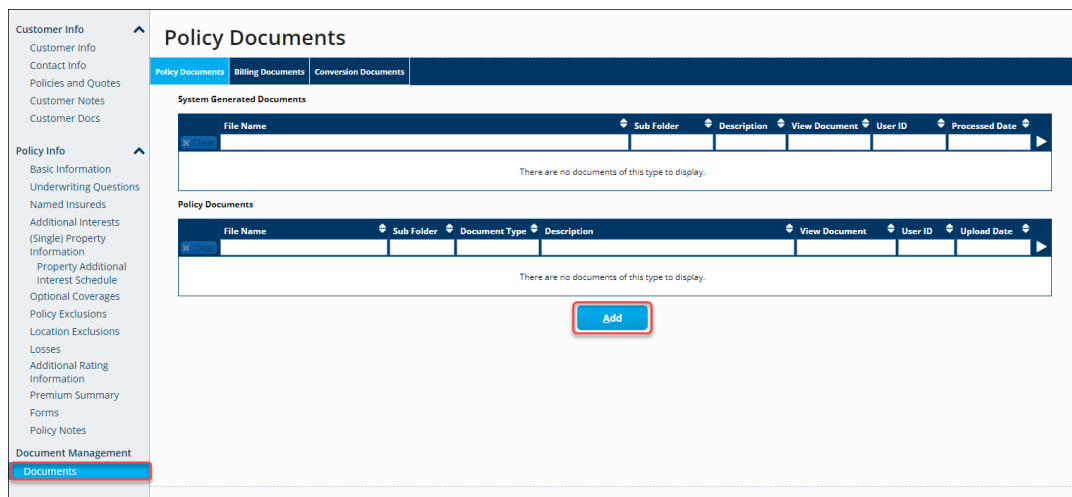 Customer Info
Customer Info
Contact Info
Policies and Quotes
Customer Notes
Customer Docs
Policy Info
Basic Information
Underwriting Questions
Named Insureds
Additional Interests
(Single) Property
Information
Property Additional
Interest Schedule
Optional Coverages
Policy Exclusions
Location Exclusions
Losses
Additional Rating
Information
Premium Summary
Forms
Policy Notes
Document Management
Documents
Policy Documents
Policy Documents Billing Documents Conversion Documents
System Generated Documents
File Name Sub Folder Description View Document User ID Processed Date
Clear
There are no documents of this type to display.
Policy Documents
File Name Sub Folder Document Type Description View Document User ID Upload Date
Clear
There are no documents of this type to display.
Add